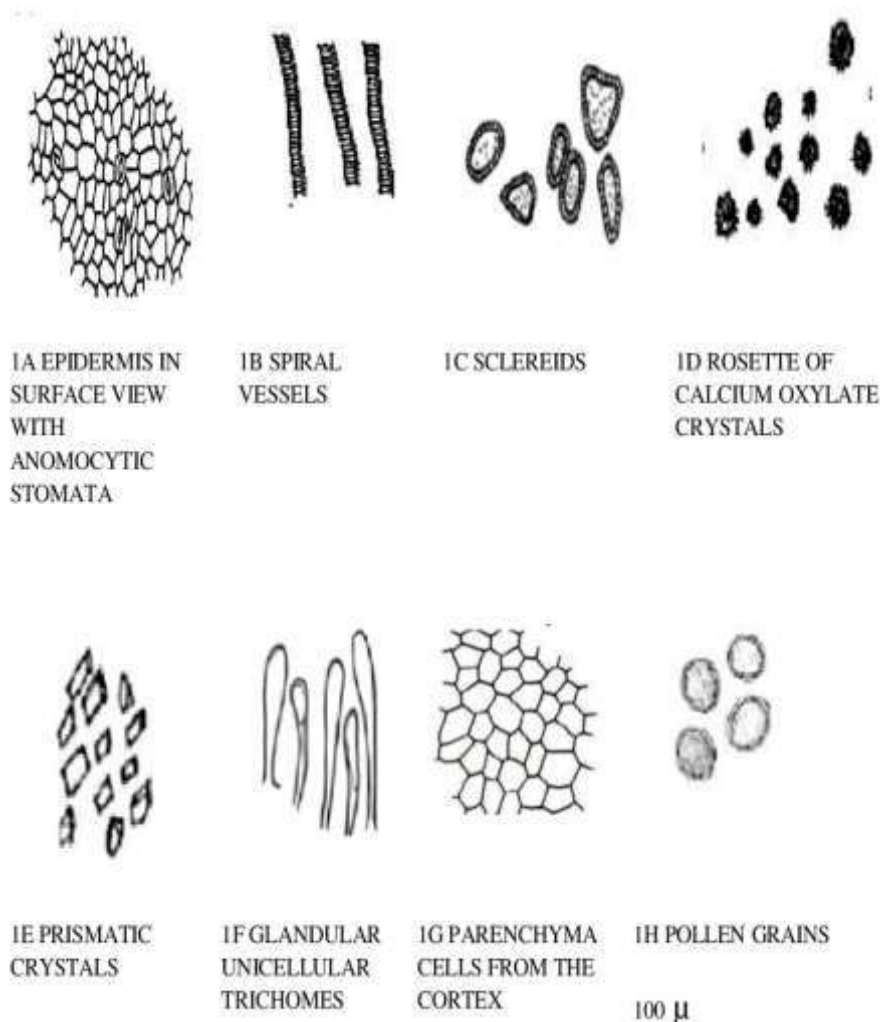 1A EPIDERMIS IN
SURFACE VIEW
WITH
ANOMOCYTIC
STOMATA
1B SPIRAL
VESSELS
1C SCLEREIDS
1D ROSETTE OF
CALCIUM OXYLATE
CRYSTALS
1E PRISMATIC
CRYSTALS
1F GLANDULAR
UNICELLULAR
TRICHOMES
1G PARENCHYMA
CELLS FROM THE
CORTEX
1H POLLEN GRAINS
100 µ